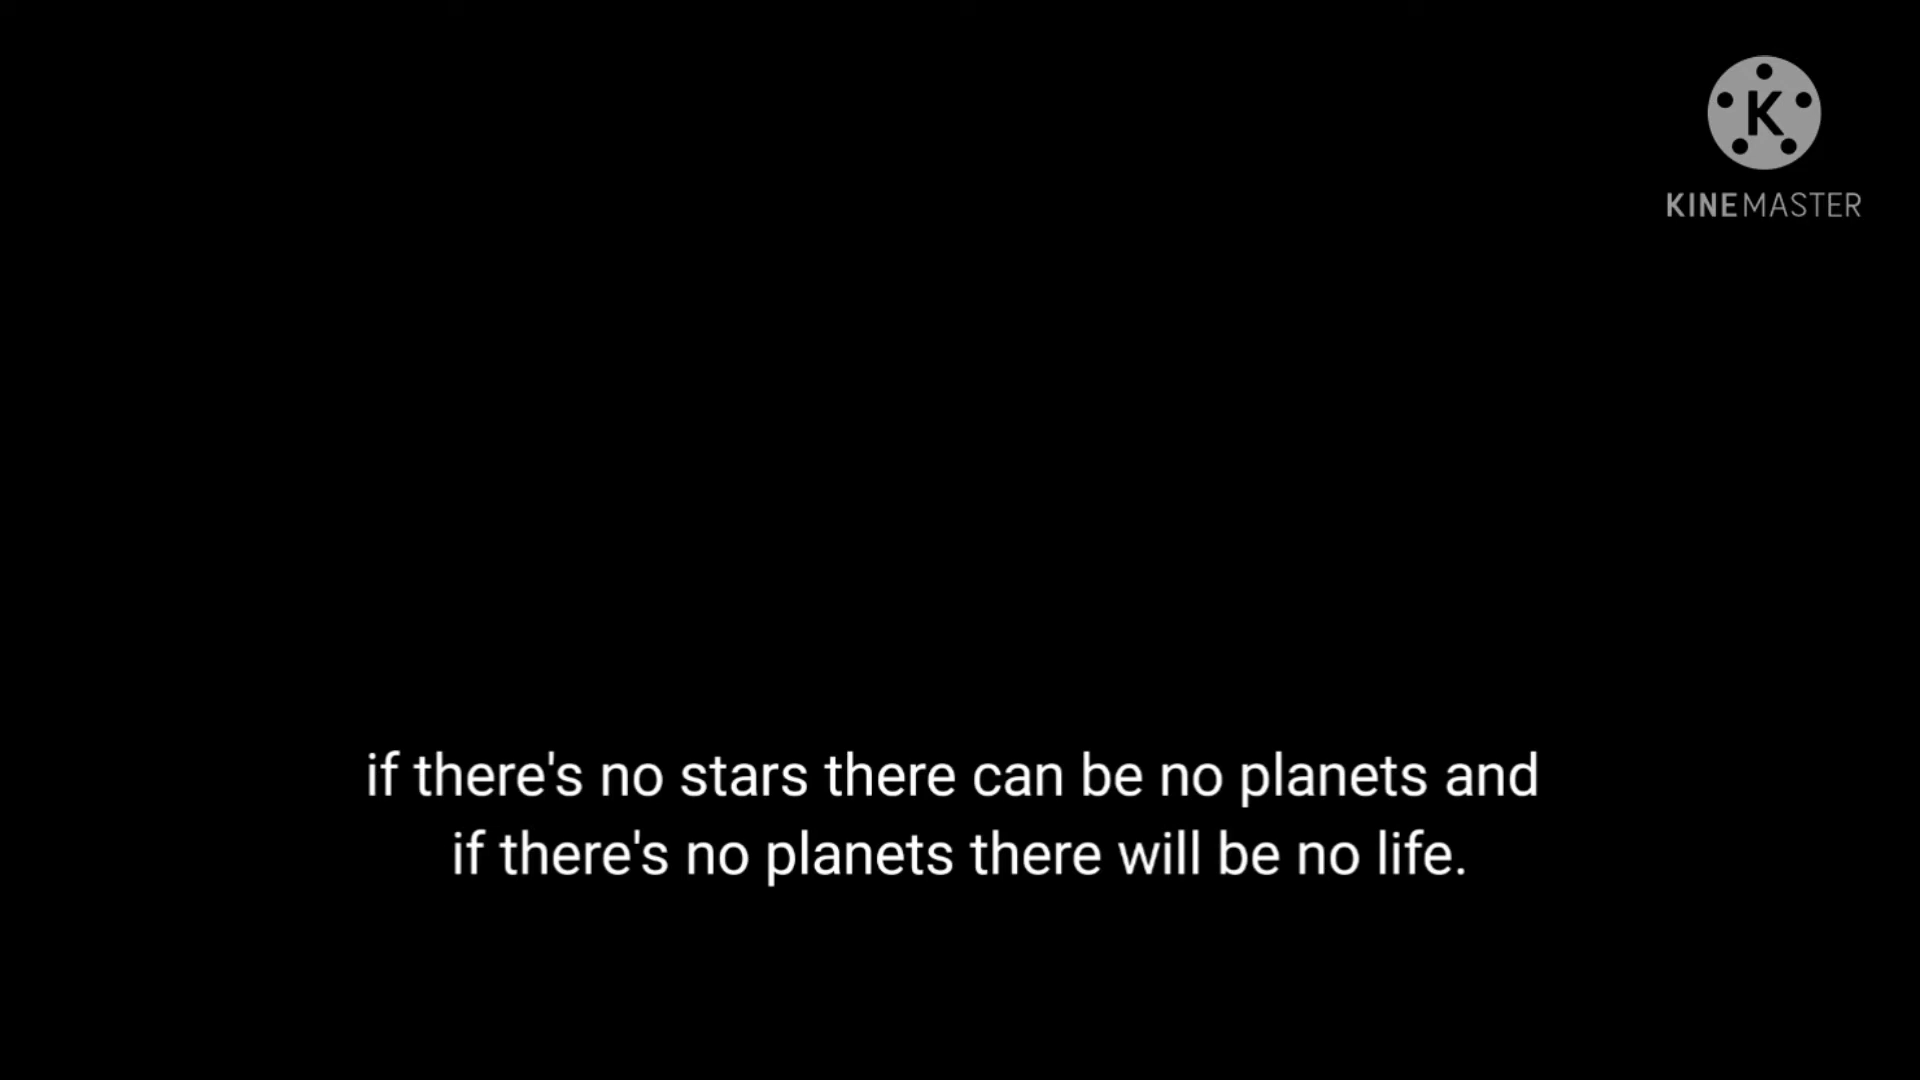 K
KINEMASTER
if there's no stars there can be no planets and
if there's no planets there will be no life.